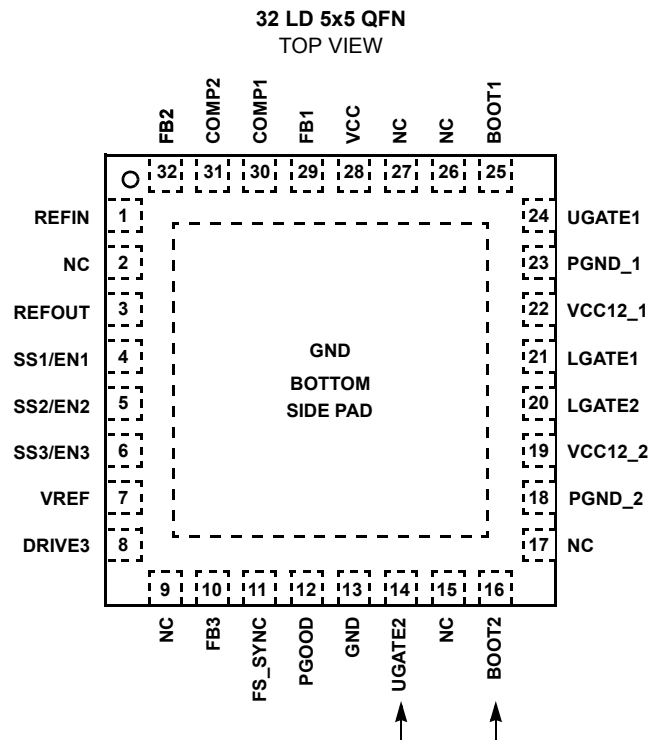 32 LD 5x5 QFN
TOP VIEW
FB2
COMP2
COMP1
FB1
VCC
NC
NC
BOOT1
32
31
30
29
28
27
26
25
REFIN 1
NC 2
REFOUT 3
SS1/EN1 4
SS2/EN2 5
SS3/EN3 6
VREF 7
DRIVE3 8
GND
BOTTOM
SIDE PAD
24 UGATE1
23 PGND_1
22 VCC12_1
21 LGATE1
20 LGATE2
19 VCC12_2
18 PGND_2
17 NC
9
10
11
12
13
14
15
16
NC
FB3
FS_SYNC
PGOOD
GND
UGATE2
NC
BOOT2